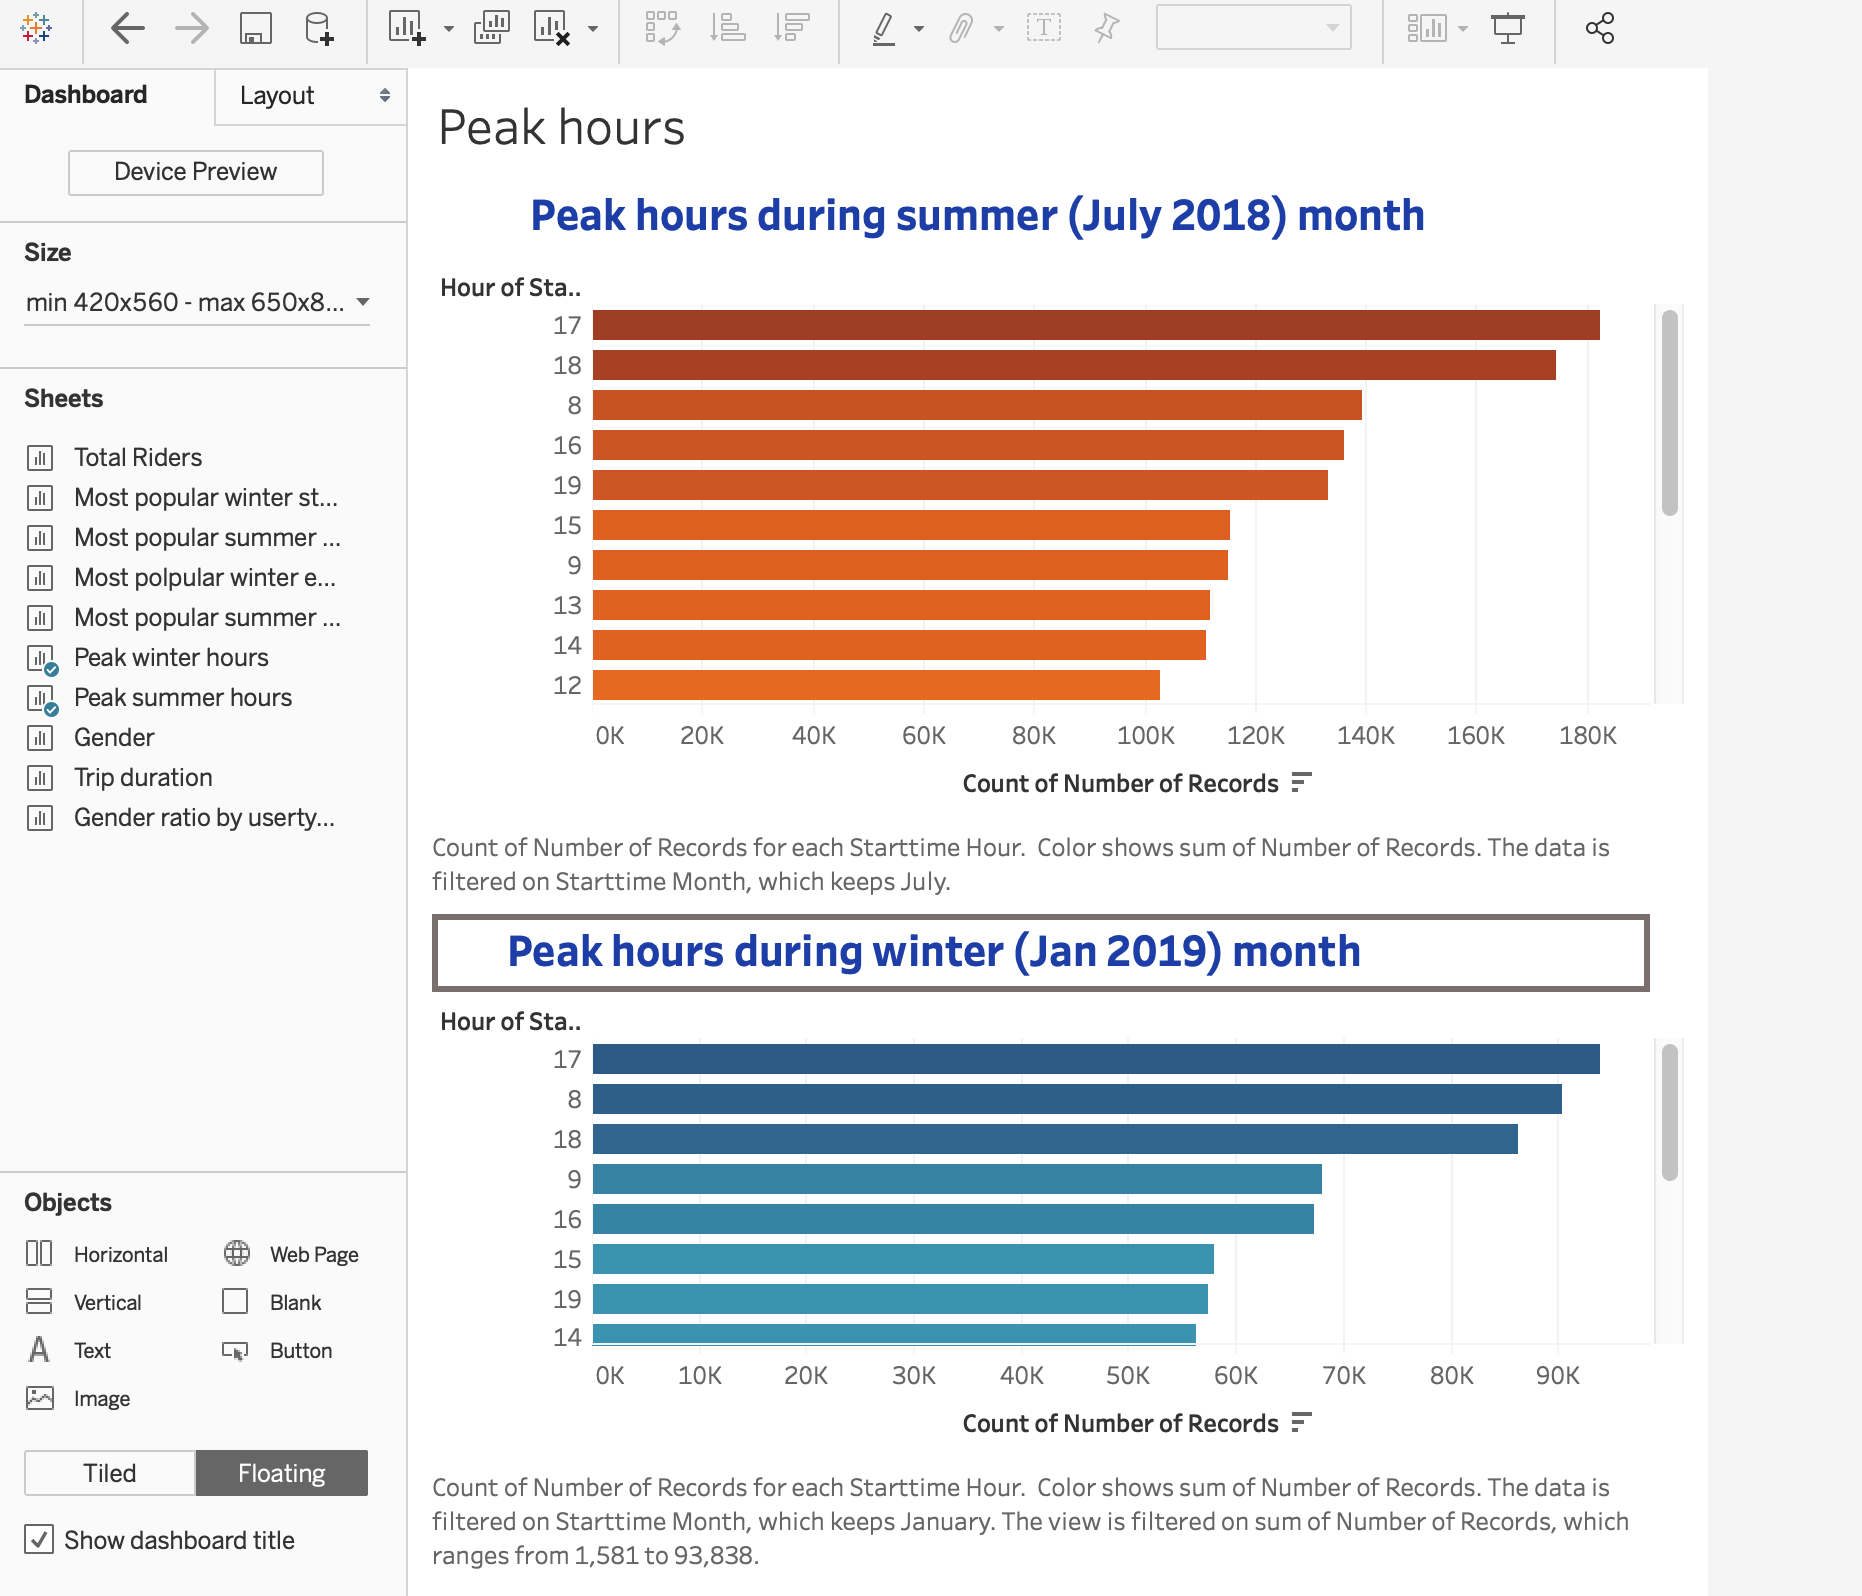 Dashboard
Layout
Device Preview
Size
min 420x560 - max 650x8...
Sheets
Total Riders
Most popular winter st...
Most popular summer ...
Most polpular winter e...
Most popular summer ...
Peak winter hours
Peak summer hours
Gender
Trip duration
Gender ratio by userty...
Objects
Horizontal
Web Page
Vertical
Blank
A Text
Button
Image
Tiled
Floating
Show dashboard title
T
Peak hours
Peak hours during summer (July 2018) month
Hour of Sta..
17
18
8
16
19
15
9
13
14
12
0K 20K 40K 60K 80K 100K 120K 140K 160K 180K
Count of Number of Records
Count of Number of Records for each Starttime Hour.  Color shows sum of Number of Records. The data is
filtered on Starttime Month, which keeps July.
Peak hours during winter (Jan 2019) month
Hour of Sta..
17
8
18
9
16
15
19
14
0K 10K 20K 30K 40K 50K 60K 70K 80K 90K
Count of Number of Records
Count of Number of Records for each Starttime Hour.  Color shows sum of Number of Records. The data is
filtered on Starttime Month, which keeps January. The view is filtered on sum of Number of Records, which
ranges from 1,581 to 93,838.